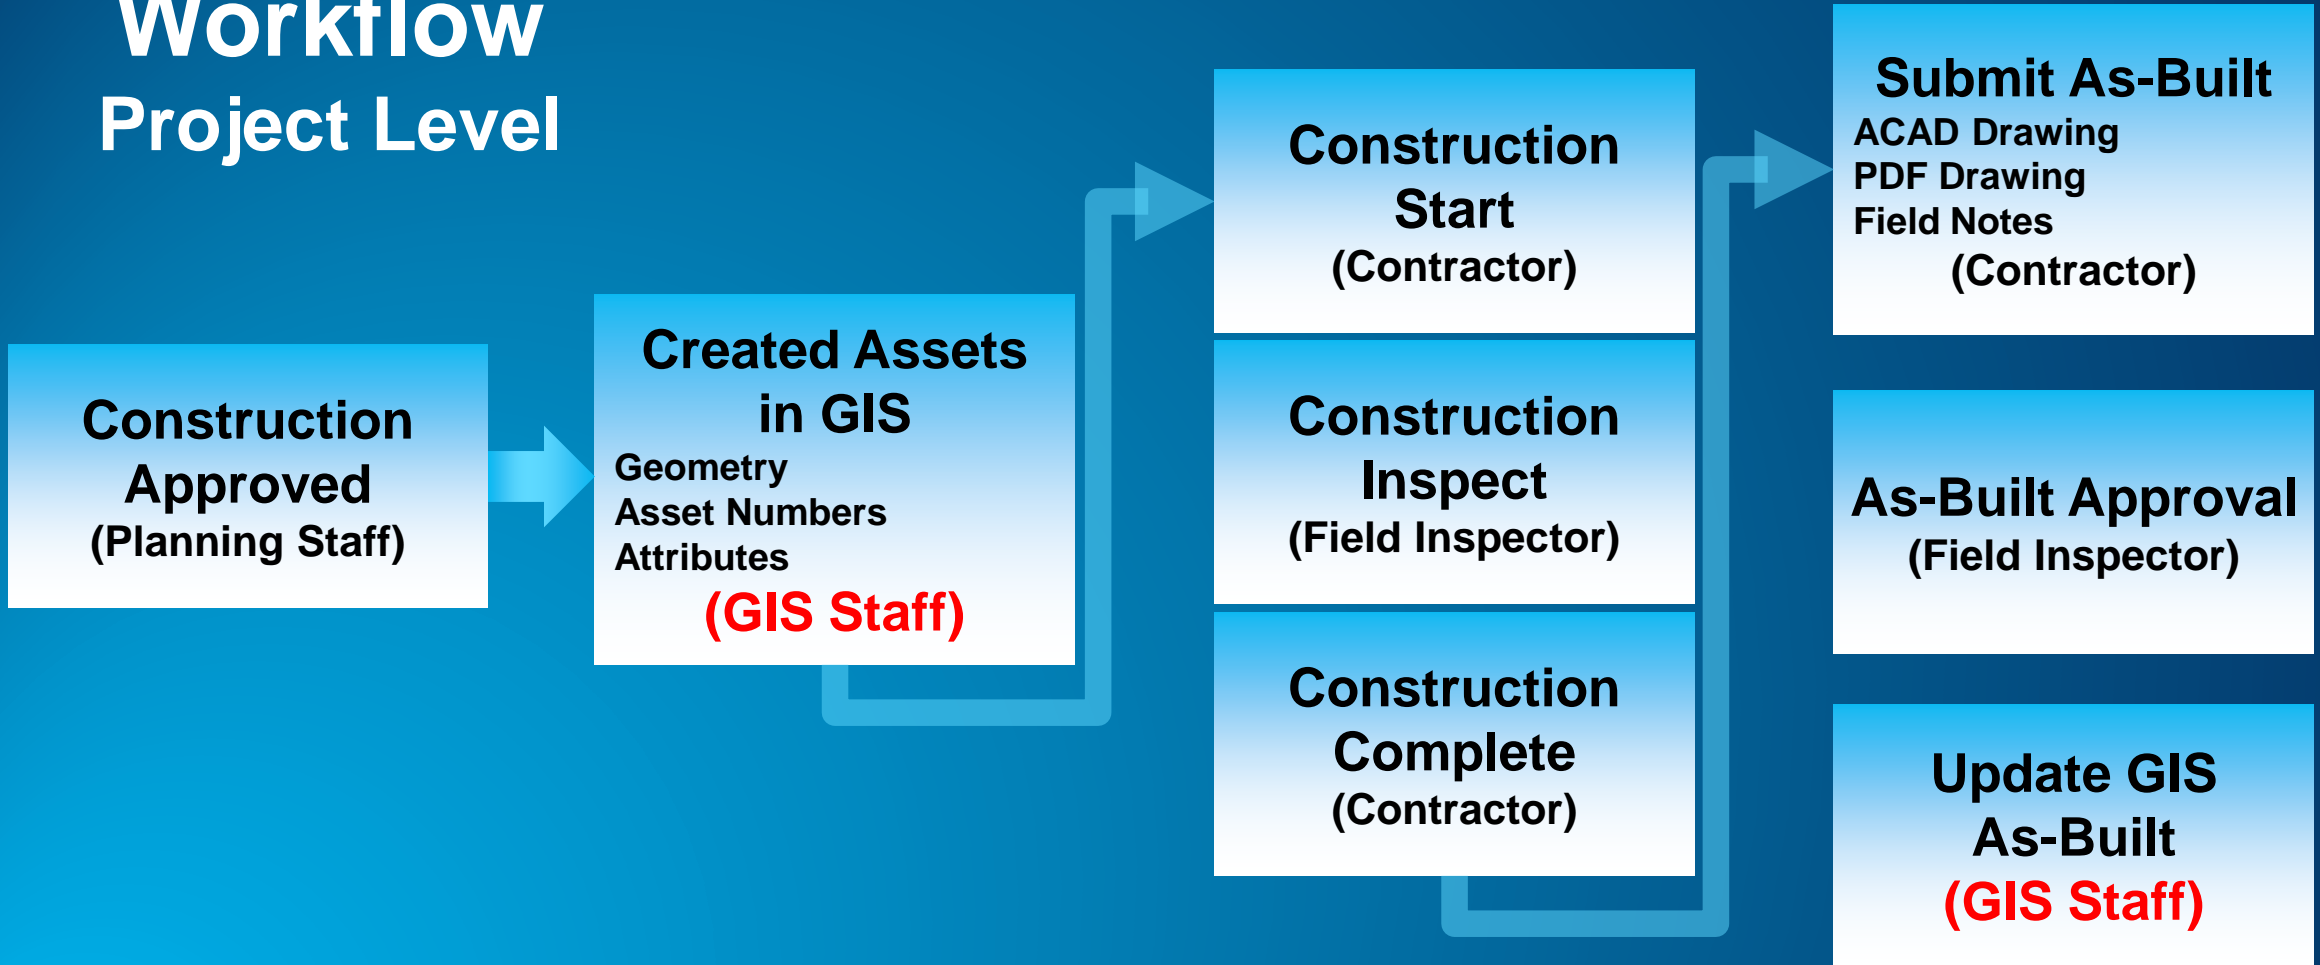 Workflow
Project Level
Construction
Approved
(Planning Staff)
Created Assets
in GIS
Geometry
Asset Numbers
Attributes
(GIS Staff)
Construction
Start
(Contractor)
Construction
Inspect
(Field Inspector)
Construction
Complete
(Contractor)
Submit As-Built
ACAD Drawing
PDF Drawing
Field Notes
(Contractor)
As-Built Approval
(Field Inspector)
Update GIS
As-Built
(GIS Staff)